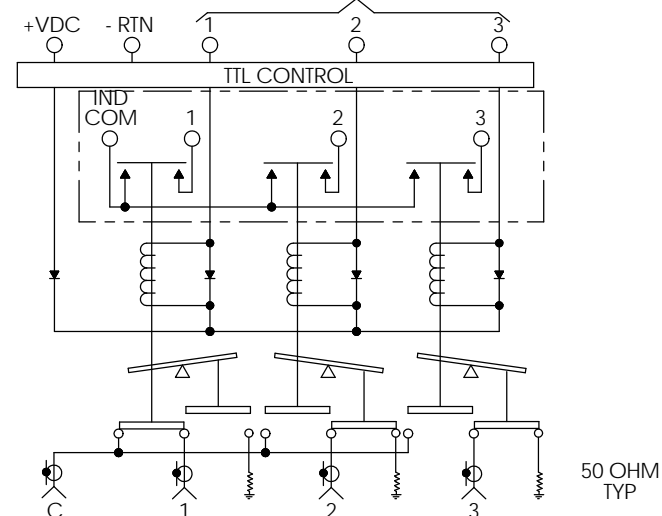 +VDC - RTN 1 2 3
TTL CONTROL
IND
COM 1 2 3
50 OHM
TYP
C 1 2 3